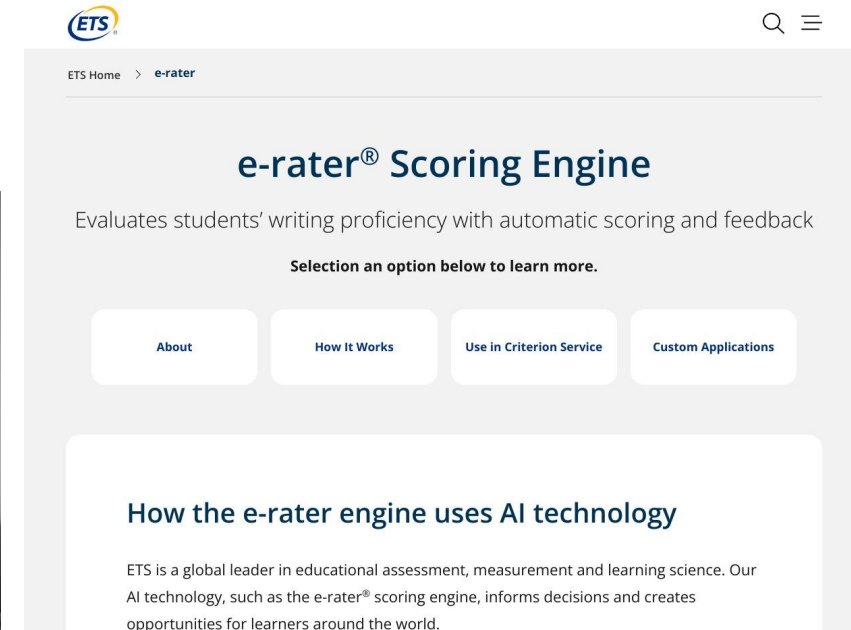 ETS®
ETS Home > e-rater
e-rater® Scoring Engine
Evaluates students’ writing proficiency with automatic scoring and feedback
Selection an option below to learn more.
About
How It Works
Use in Criterion Service
Custom Applications
How the e-rater engine uses AI technology
ETS is a global leader in educational assessment, measurement and learning science. Our
AI technology, such as the e-rater® scoring engine, informs decisions and creates
opportunities for learners around the world.